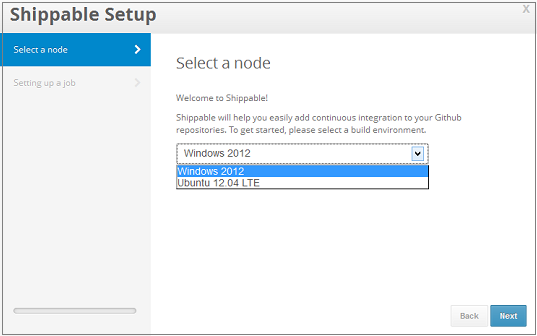 Shippable Setup
X
Select a node
Setting up a job
Select a node
Welcome to Shippable!
Shippable will help you easily add continuous integration to your Github
repositories. To get started, please select a build environment.
Windows 2012
Windows 2012
Ubuntu 12.04 LTE
Back
Next